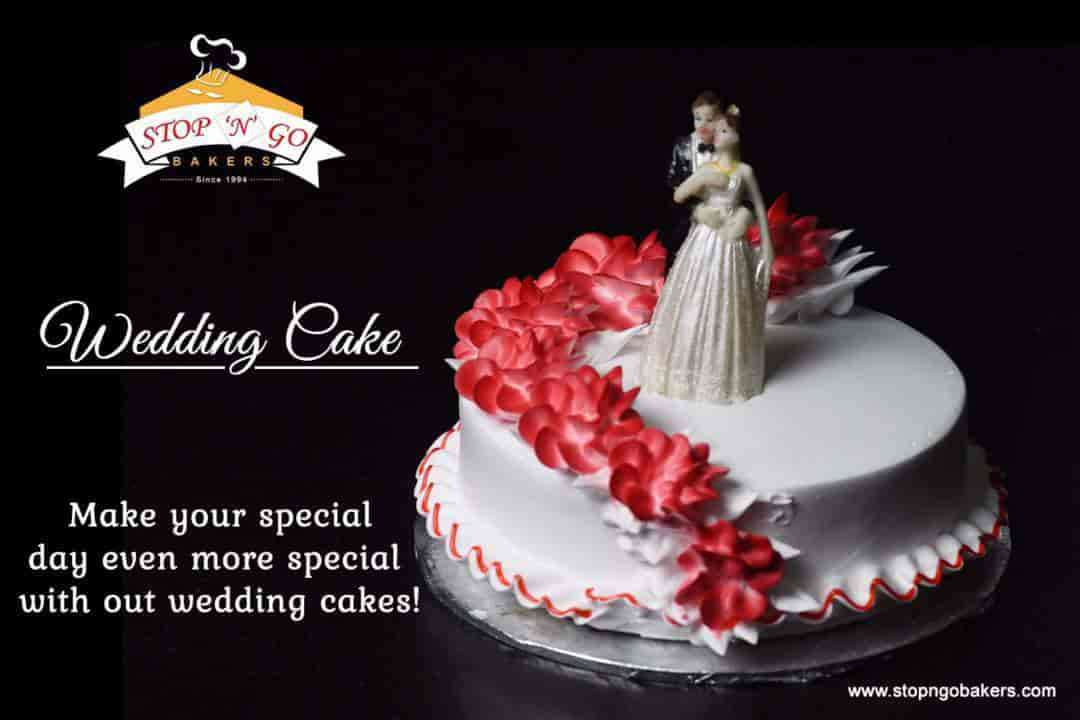 STOP 'N' GO
BAKERS
Since 1994
Wedding Cake
Make your special
day even more special
with out wedding cakes!
www.stopngobakers.com